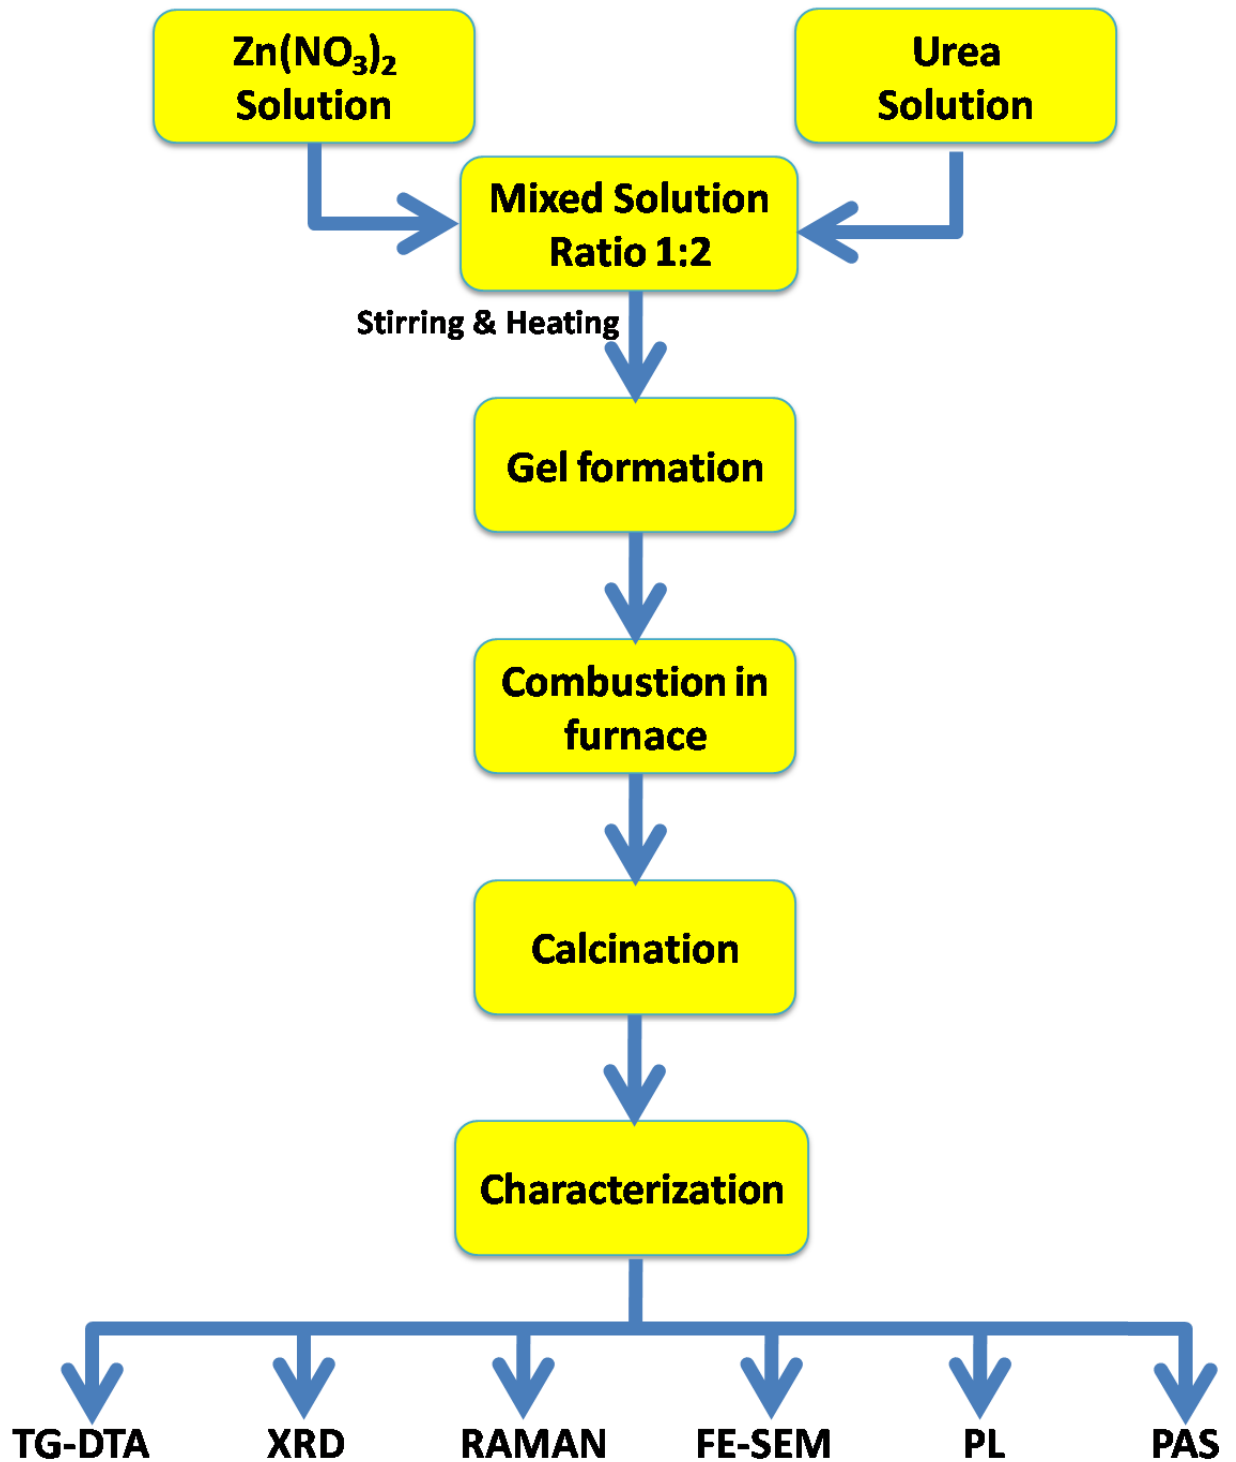 Zn(NO₃)₂
Solution
Urea
Solution
Mixed Solution
Ratio 1:2
Stirring & Heating
Gel formation
Combustion in
furnace
Calcination
Characterization
TG-DTA XRD RAMAN FE-SEM PL PAS